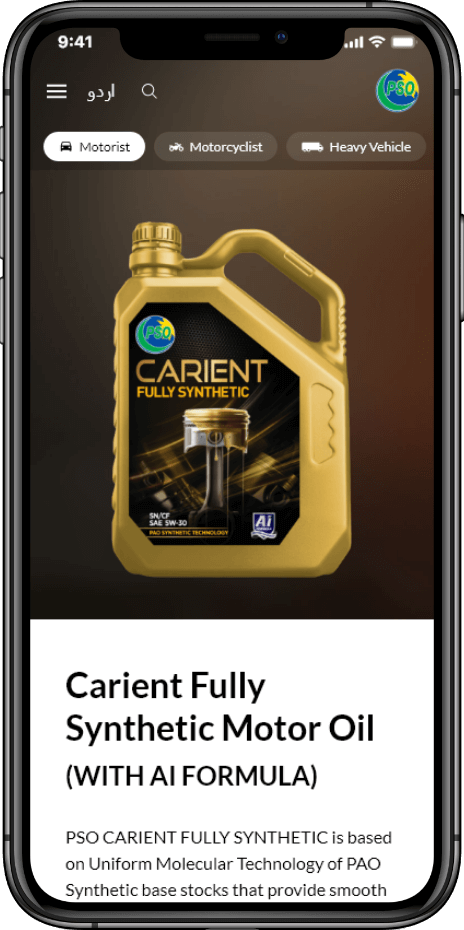 9:41
اردو
PSO
Motorist
Motorcyclist
Heavy Vehicle
PSO
CARIENT
FULLY SYNTHETIC
SN/CF
SAE 5W-30
PAO SYNTHETIC TECHNOLOGY
Ai
Carient Fully
Synthetic Motor Oil
(WITH AI FORMULA)
PSO CARIENT FULLY SYNTHETIC is based
on Uniform Molecular Technology of PAO
Synthetic base stocks that provide smooth